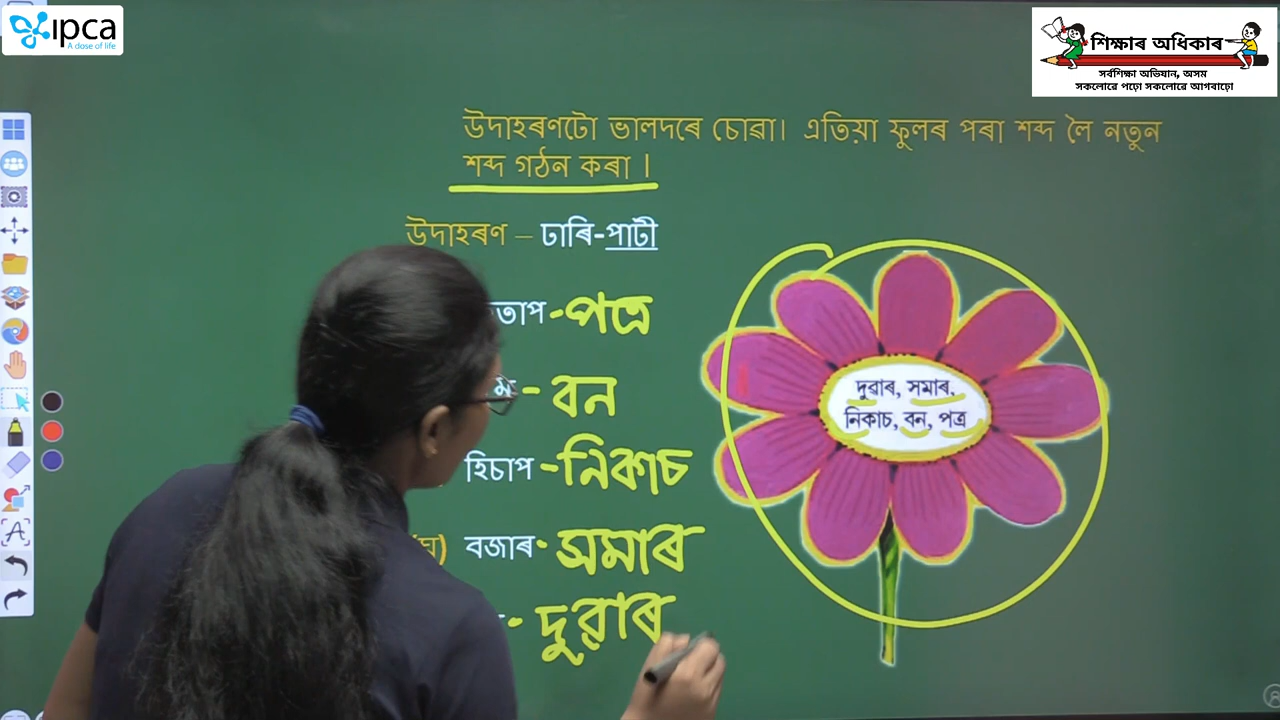 ipca
A dose of life
শিক্ষাৰ অধিকাৰ
সৰ্বশিক্ষা অভিযান, অসম
সকলোৱে পঢ়ো সকলোৱে আগবাঢ়ো
উদাহৰণটো ভালদৰে চোৱা। এতিয়া ফুলৰ পৰা শব্দ লৈ নতুন
শব্দ গঠন কৰা ।
উদাহৰণ – ঢাৰি-পাটী
-পত্ৰ
- বন
হিচাপ -নিকাচ
(ঘ) বজাৰ- সমাৰ
- দুৱাৰ
দুৱাৰ, সমাৰ,
নিকাচ, বন, পত্ৰ